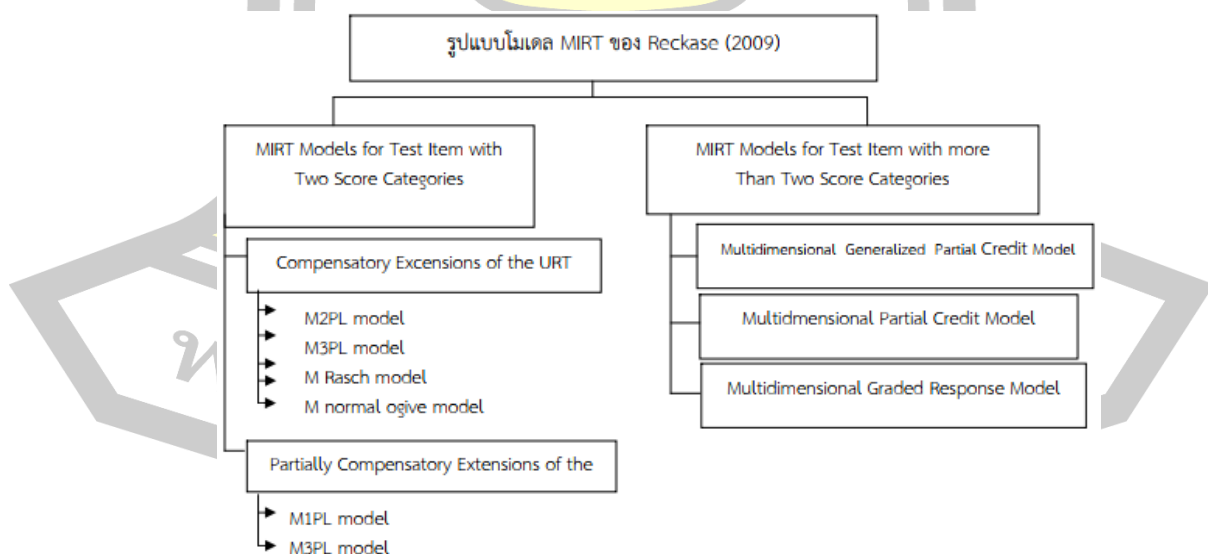 รูปแบบโมเดล MIRT ของ Reckase (2009)
MIRT Models for Test Item with
Two Score Categories
Compensatory Excensions of the URT
M2PL model
M3PL model
M Rasch model
M normal ogive model
Partially Compensatory Extensions of the
M1PL model
M3PL model
MIRT Models for Test Item with more
Than Two Score Categories
Multidimensional Generalized Partial Credit Model
Multidmensional Partial Credit Model
Multidimensional Graded Response Model